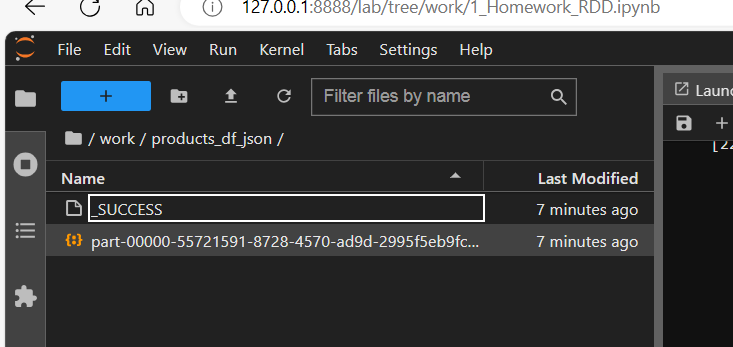 127.0.0.1:8888/lab/tree/work/1_Homework_RDD.ipynb
File Edit View Run Kernel Tabs Settings Help
+
Filter files by name
Laun
/ work / products_df_json /
+
Name Last Modified
_SUCCESS 7 minutes ago
part-00000-55721591-8728-4570-ad9d-2995f5eb9fc... 7 minutes ago